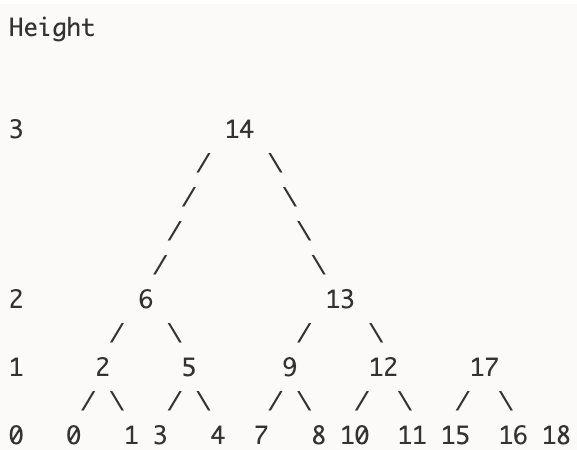 Height
3 14
/ \
/ \
/ \
/ \
2 6 13
/ \ / \
1 2 5 9 12 17
/ \ / \ / \ / \ / \
0 0 1 3 4 7 8 10 11 15 16 18